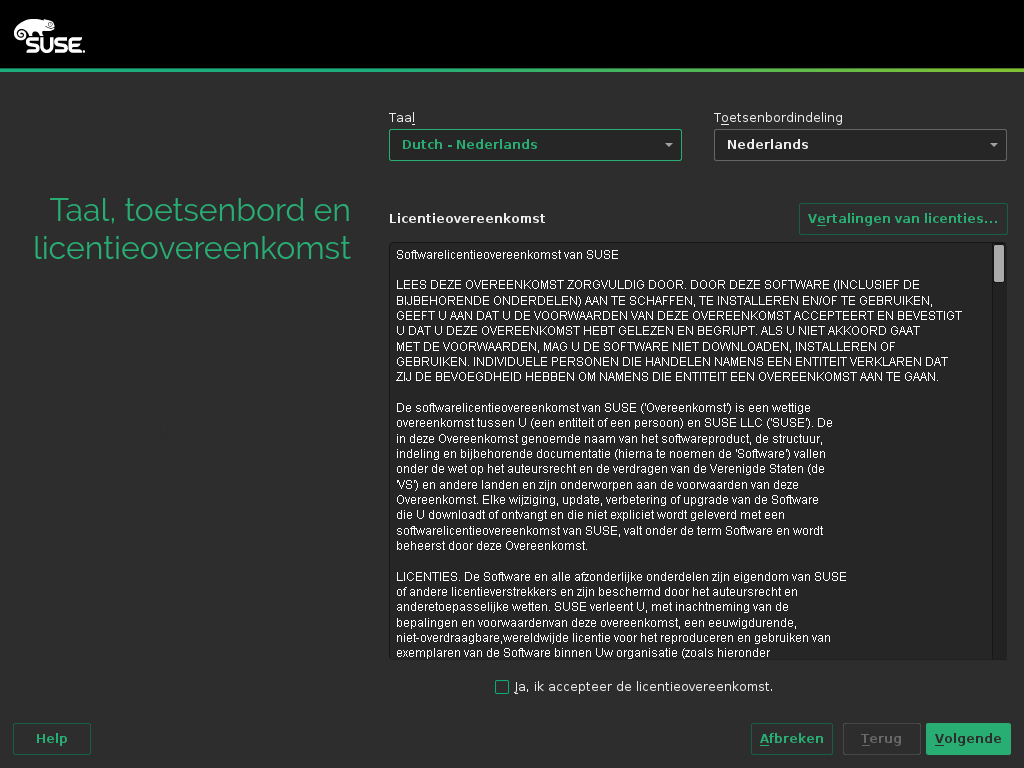 SUSE.
Taal
Toetsenbordindeling
Dutch - Nederlands
Nederlands
Taal, toetsenbord en
licentieovereenkomst
Licentieovereenkomst
Vertalingen van licenties...
Softwarelicentieovereenkomst van SUSE
LEES DEZE OVEREENKOMST ZORGVULDIG DOOR. DOOR DEZE SOFTWARE (INCLUSIEF DE
BIJBEHORENDE ONDERDELEN) AAN TE SCHAFFEN, TE INSTALLEREN EN/OF TE GEBRUIKEN,
GEEFT U AAN DAT U DE VOORWAARDEN VAN DEZE OVEREENKOMST ACCEPTEERT EN BEVESTIGT
U DAT U DEZE OVEREENKOMST HEBT GELEZEN EN BEGRIJPT. ALS U NIET AKKOORD GAAT
MET DE VOORWAARDEN, MAG U DE SOFTWARE NIET DOWNLOADEN, INSTALLEREN OF
GEBRUIKEN. INDIVIDUELE PERSONEN DIE HANDELEN NAMENS EEN ENTITEIT VERKLAREN DAT
ZIJ DE BEVOEGDHEID HEBBEN OM NAMENS DIE ENTITEIT EEN OVEREENKOMST AAN TE GAAN.
De softwarelicentieovereenkomst van SUSE ('Overeenkomst') is een wettige
overeenkomst tussen U (een entiteit of een persoon) en SUSE LLC ('SUSE'). De
in deze Overeenkomst genoemde naam van het softwareproduct, de structuur,
indeling en bijbehorende documentatie (hierna te noemen de 'Software') vallen
onder de wet op het auteursrecht en de verdragen van de Verenigde Staten (de
'VS') en andere landen en zijn onderworpen aan de voorwaarden van deze
Overeenkomst. Elke wijziging, update, verbetering of upgrade van de Software
die U downloadt of ontvangt en die niet expliciet wordt geleverd met een
softwarelicentieovereenkomst van SUSE, valt onder de term Software en wordt
beheerst door deze Overeenkomst.
LICENTIES. De Software en alle afzonderlijke onderdelen zijn eigendom van SUSE
of andere licentieverstrekkers en zijn beschermd door het auteursrecht en
anderetoepasselijke wetten. SUSE verleent U, met inachtneming van de
bepalingen en voorwaardenvan deze overeenkomst, een eeuwigdurende,
niet-overdraagbare,wereldwijde licentie voor het reproduceren en gebruiken van
exemplaren van de Software binnen Uw organisatie (zoals hieronder
Ja, ik accepteer de licentieovereenkomst.
Help
Afbreken
Terug
Volgende